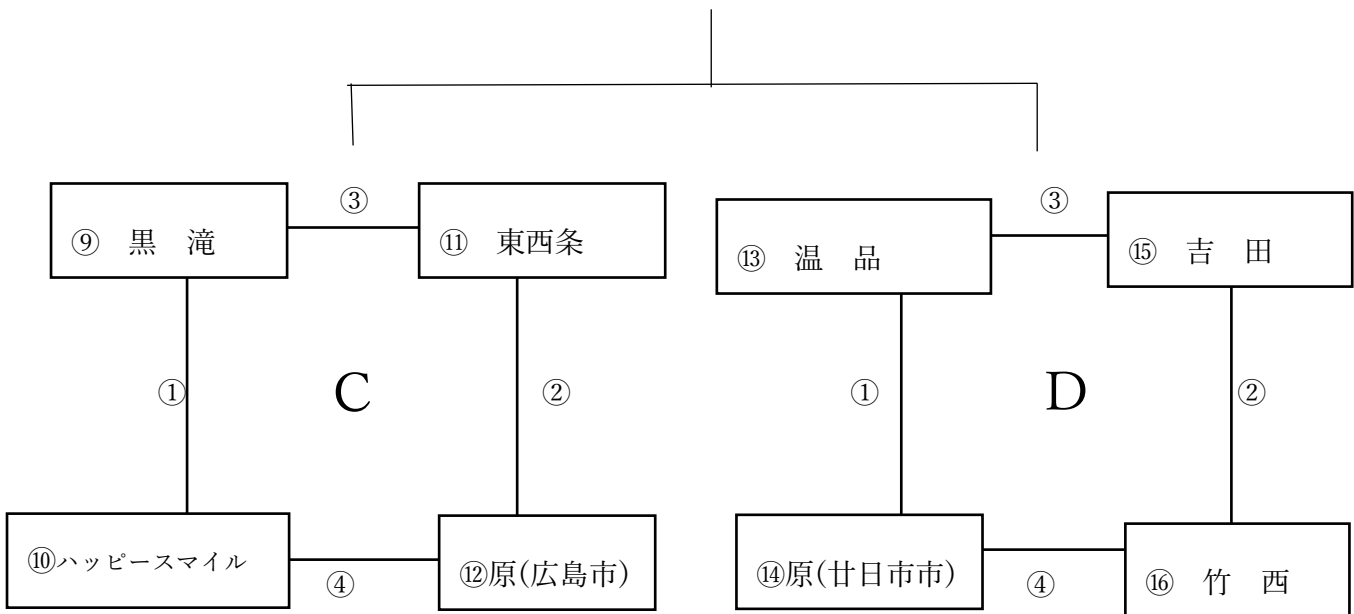 ③ ③
⑨ 黒 滝 ⑪ 東西条 ⑬ 温 品 ⑮ 吉 田
① C ② ① D ②
⑩ハッピースマイル ⑫原(広島市) ⑭原(廿日市市) ⑯ 竹 西
④ ④